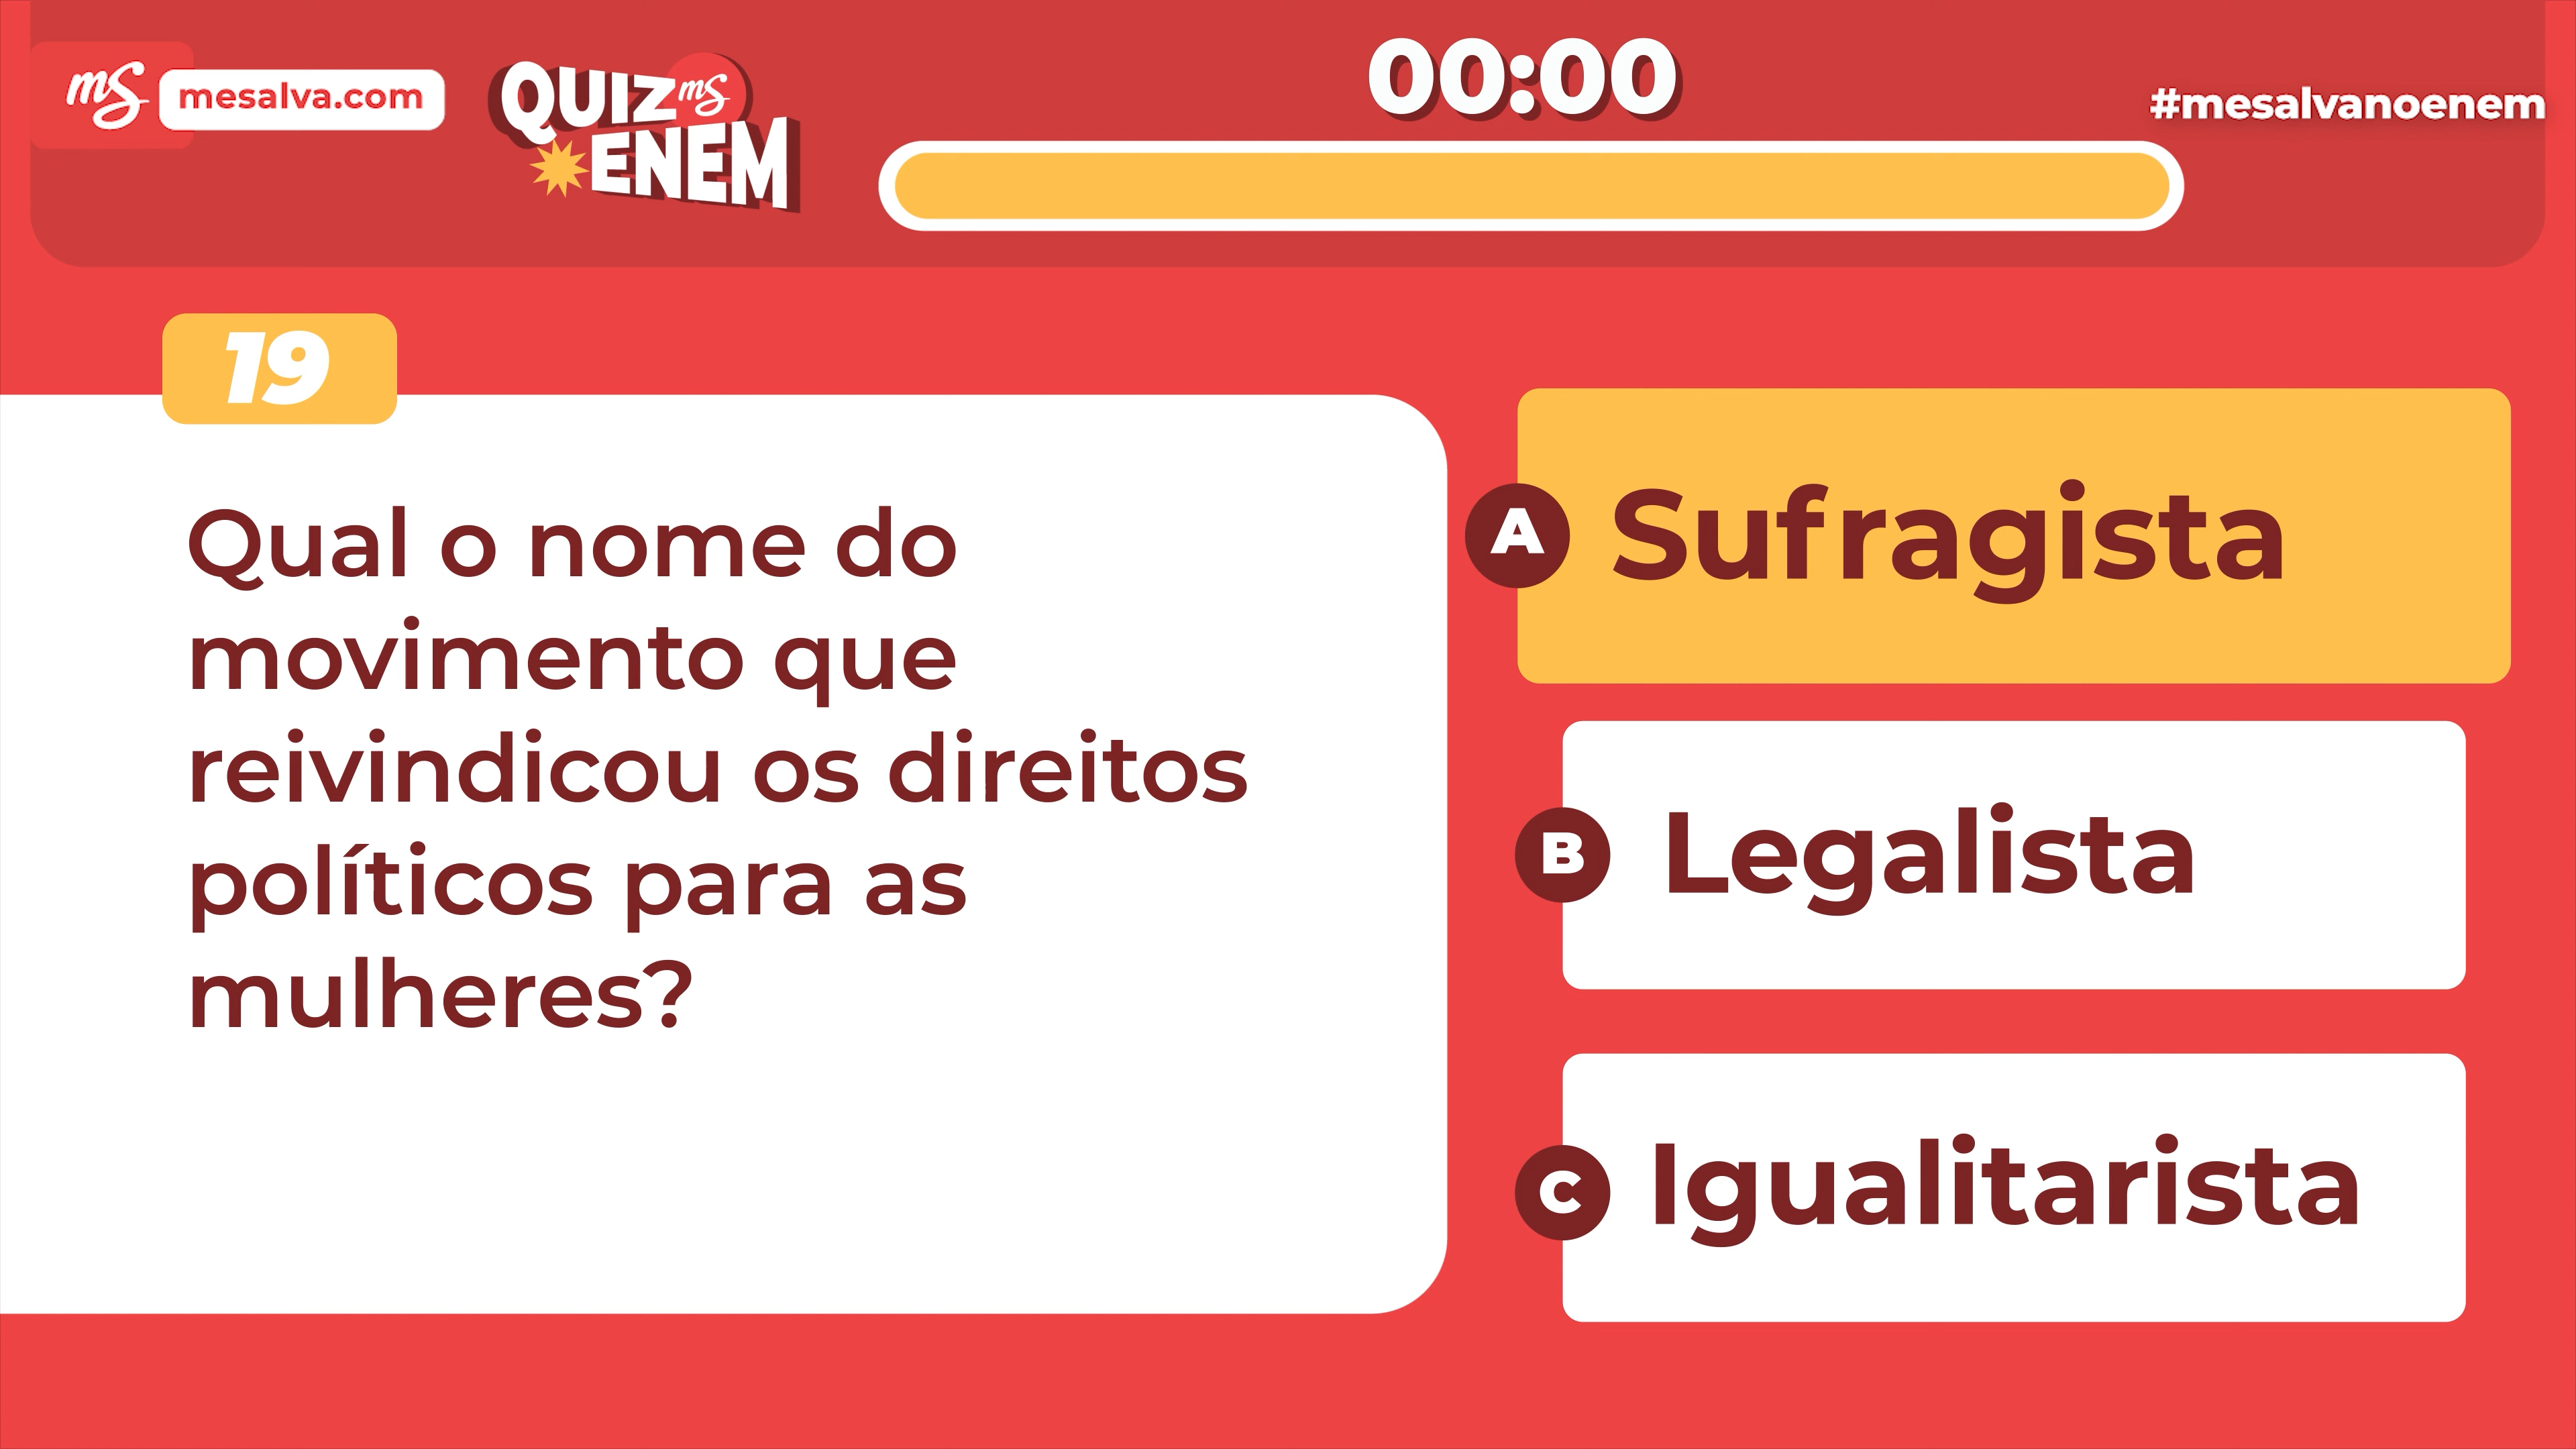 mS mesalva.com
QUIZ mS
ENEM
00:00
#mesalvanoenem
19
Qual o nome do
movimento que
reivindicou os direitos
políticos para as
mulheres?
A Sufragista
B Legalista
C Igualitarista